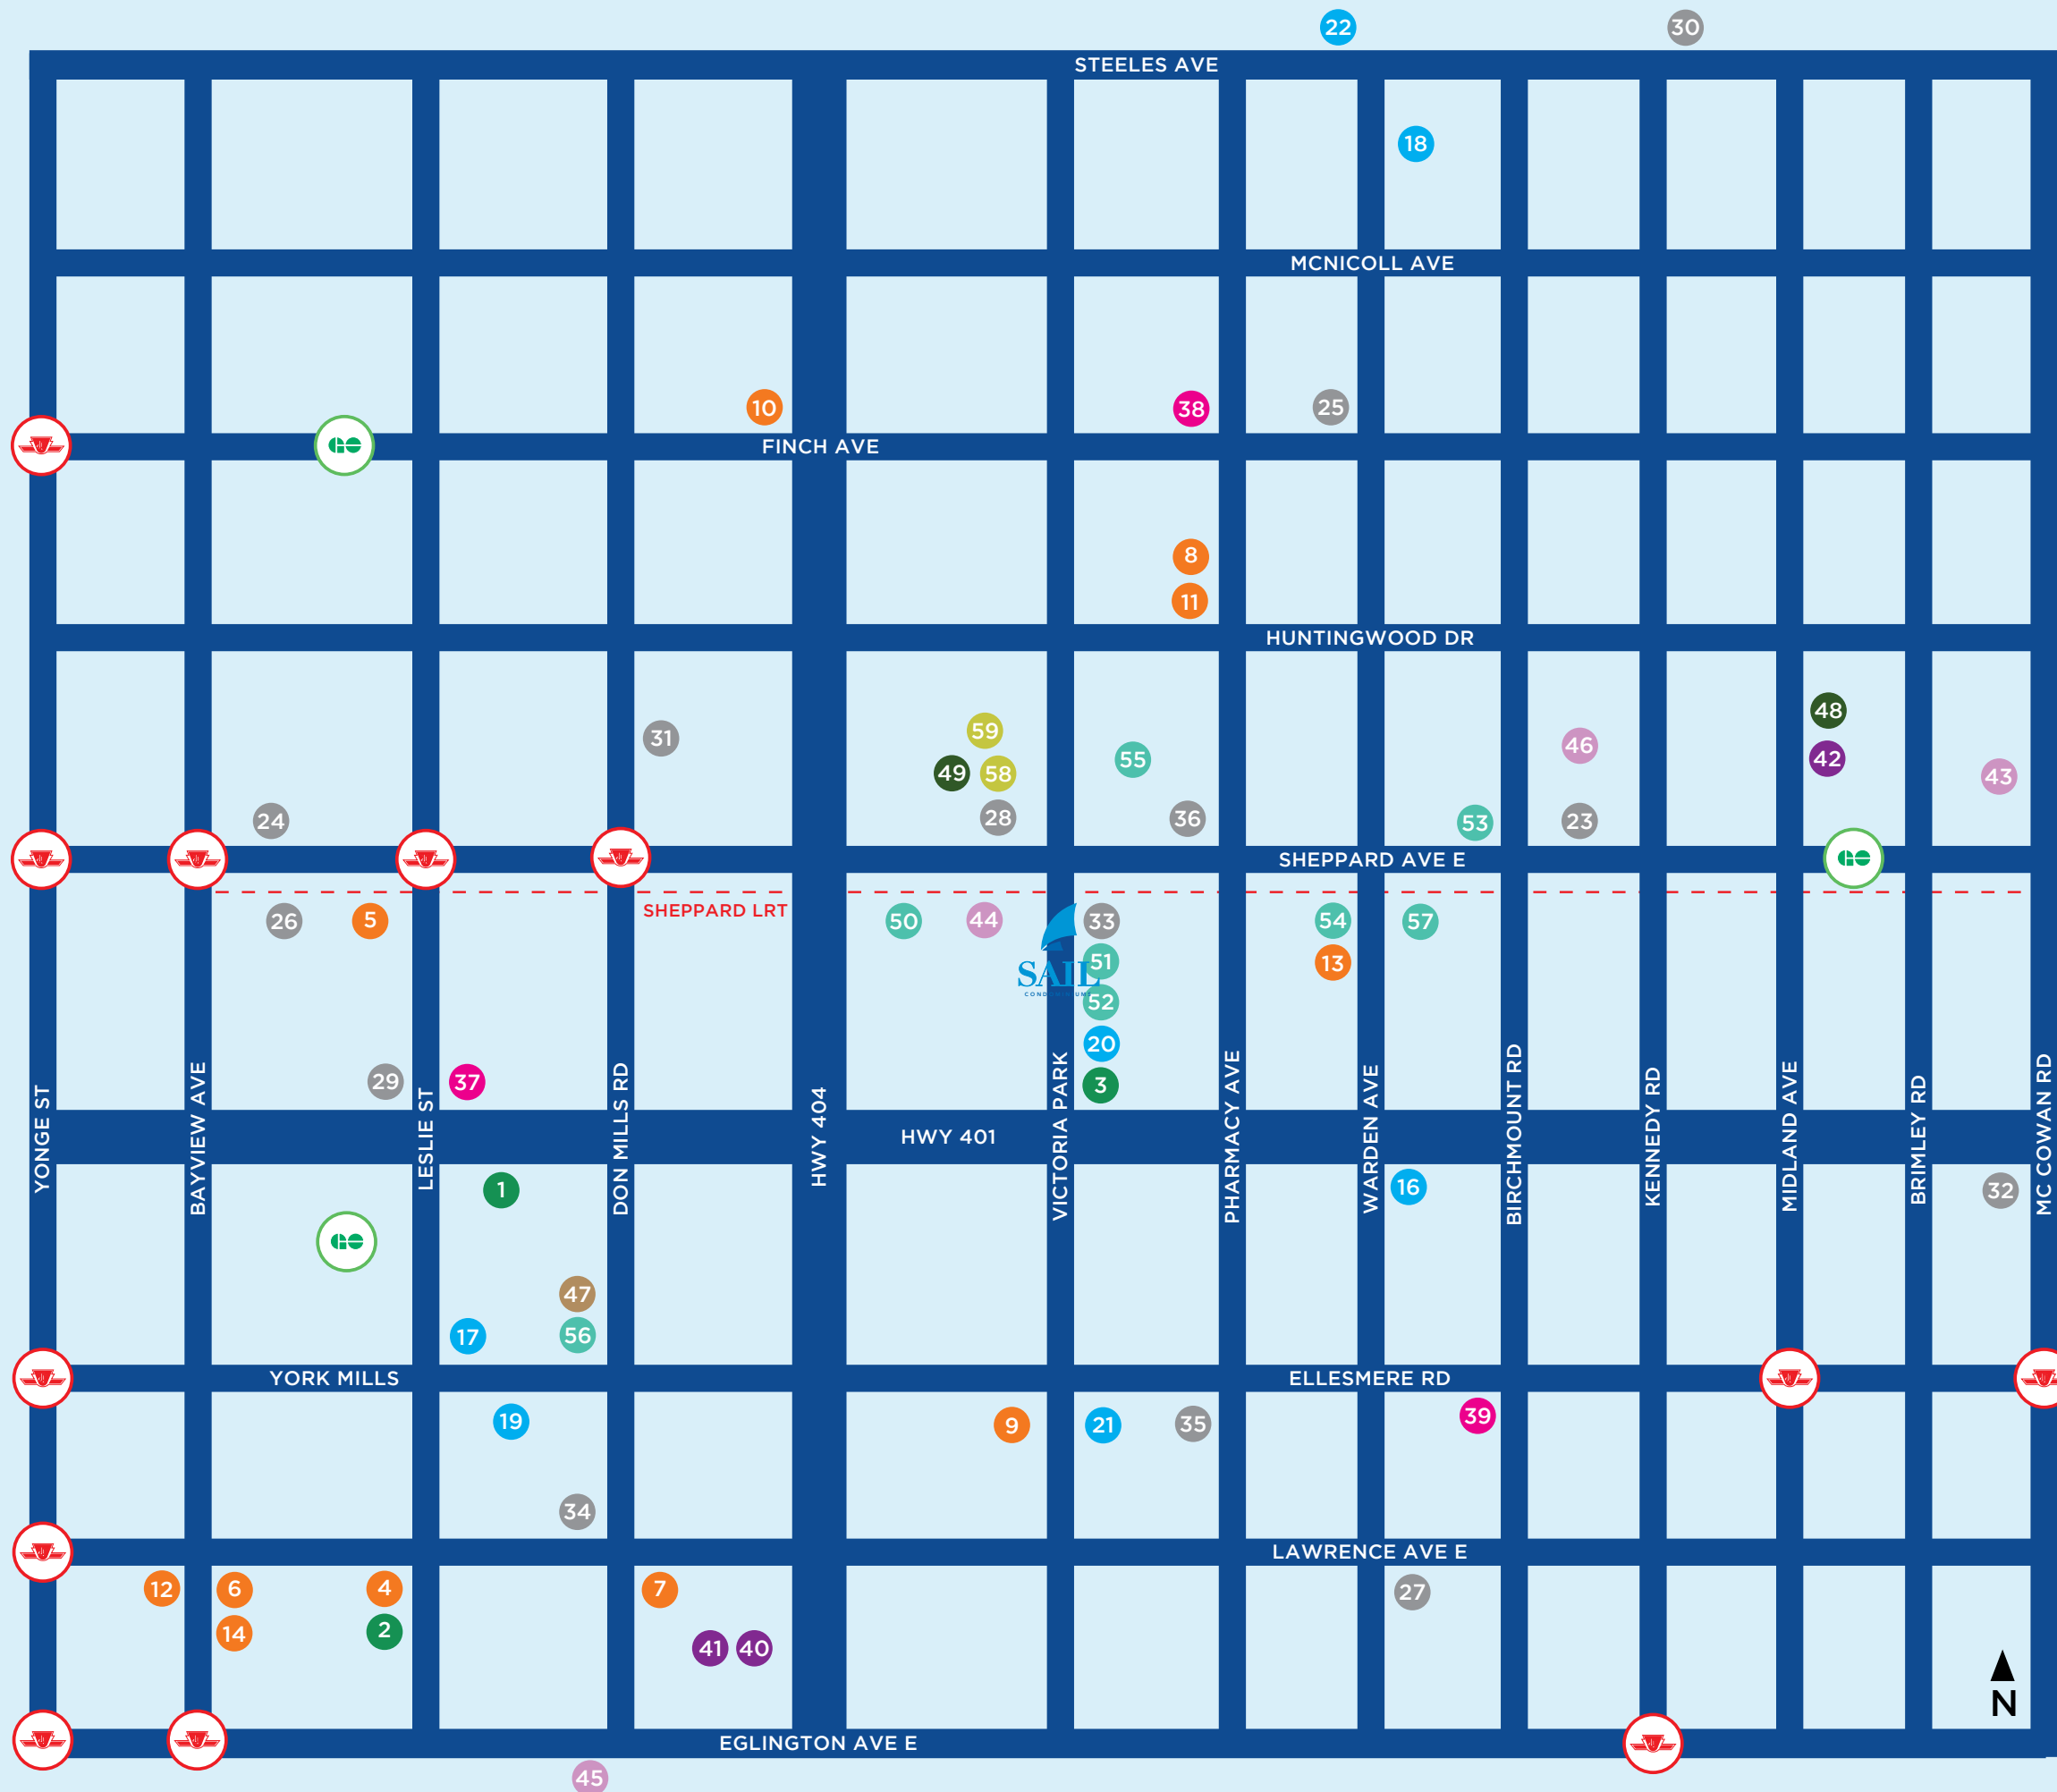 22 30
STEELES AVE
18
MCNICOLL AVE
10 38 25
FINCH AVE
8
11
HUNTINGWOOD DR
48
59
31 46
55 42
49 58 43
28 36
24 53 23
SHEPPARD AVE E
SHEPPARD LRT
26 5 50 44 33 54 57
51 13
SAIL
CONDOMINIUMS
52
20
29 37 3
YONGE ST
BAYVIEW AVE
LESLIE ST
DON MILLS RD
HWY 404
VICTORIA PARK
PHARMACY AVE
WARDEN AVE
BIRCHMOUNT RD
KENNEDY RD
MIDLAND AVE
BRIMLEY RD
MC COWAN RD
HWY 401
1 16 32
GO
47
17 56
YORK MILLS
ELLESMERE RD
19 9 21 35 39
34
LAWRENCE AVE E
12 6 4 7 27
14 2
41 40
N
EGLINGTON AVE E
45